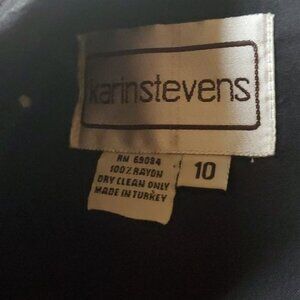 karinstevens
RN 69084
100% RAYON
DRY CLEAN ONLY
MADE IN TURKEY
10